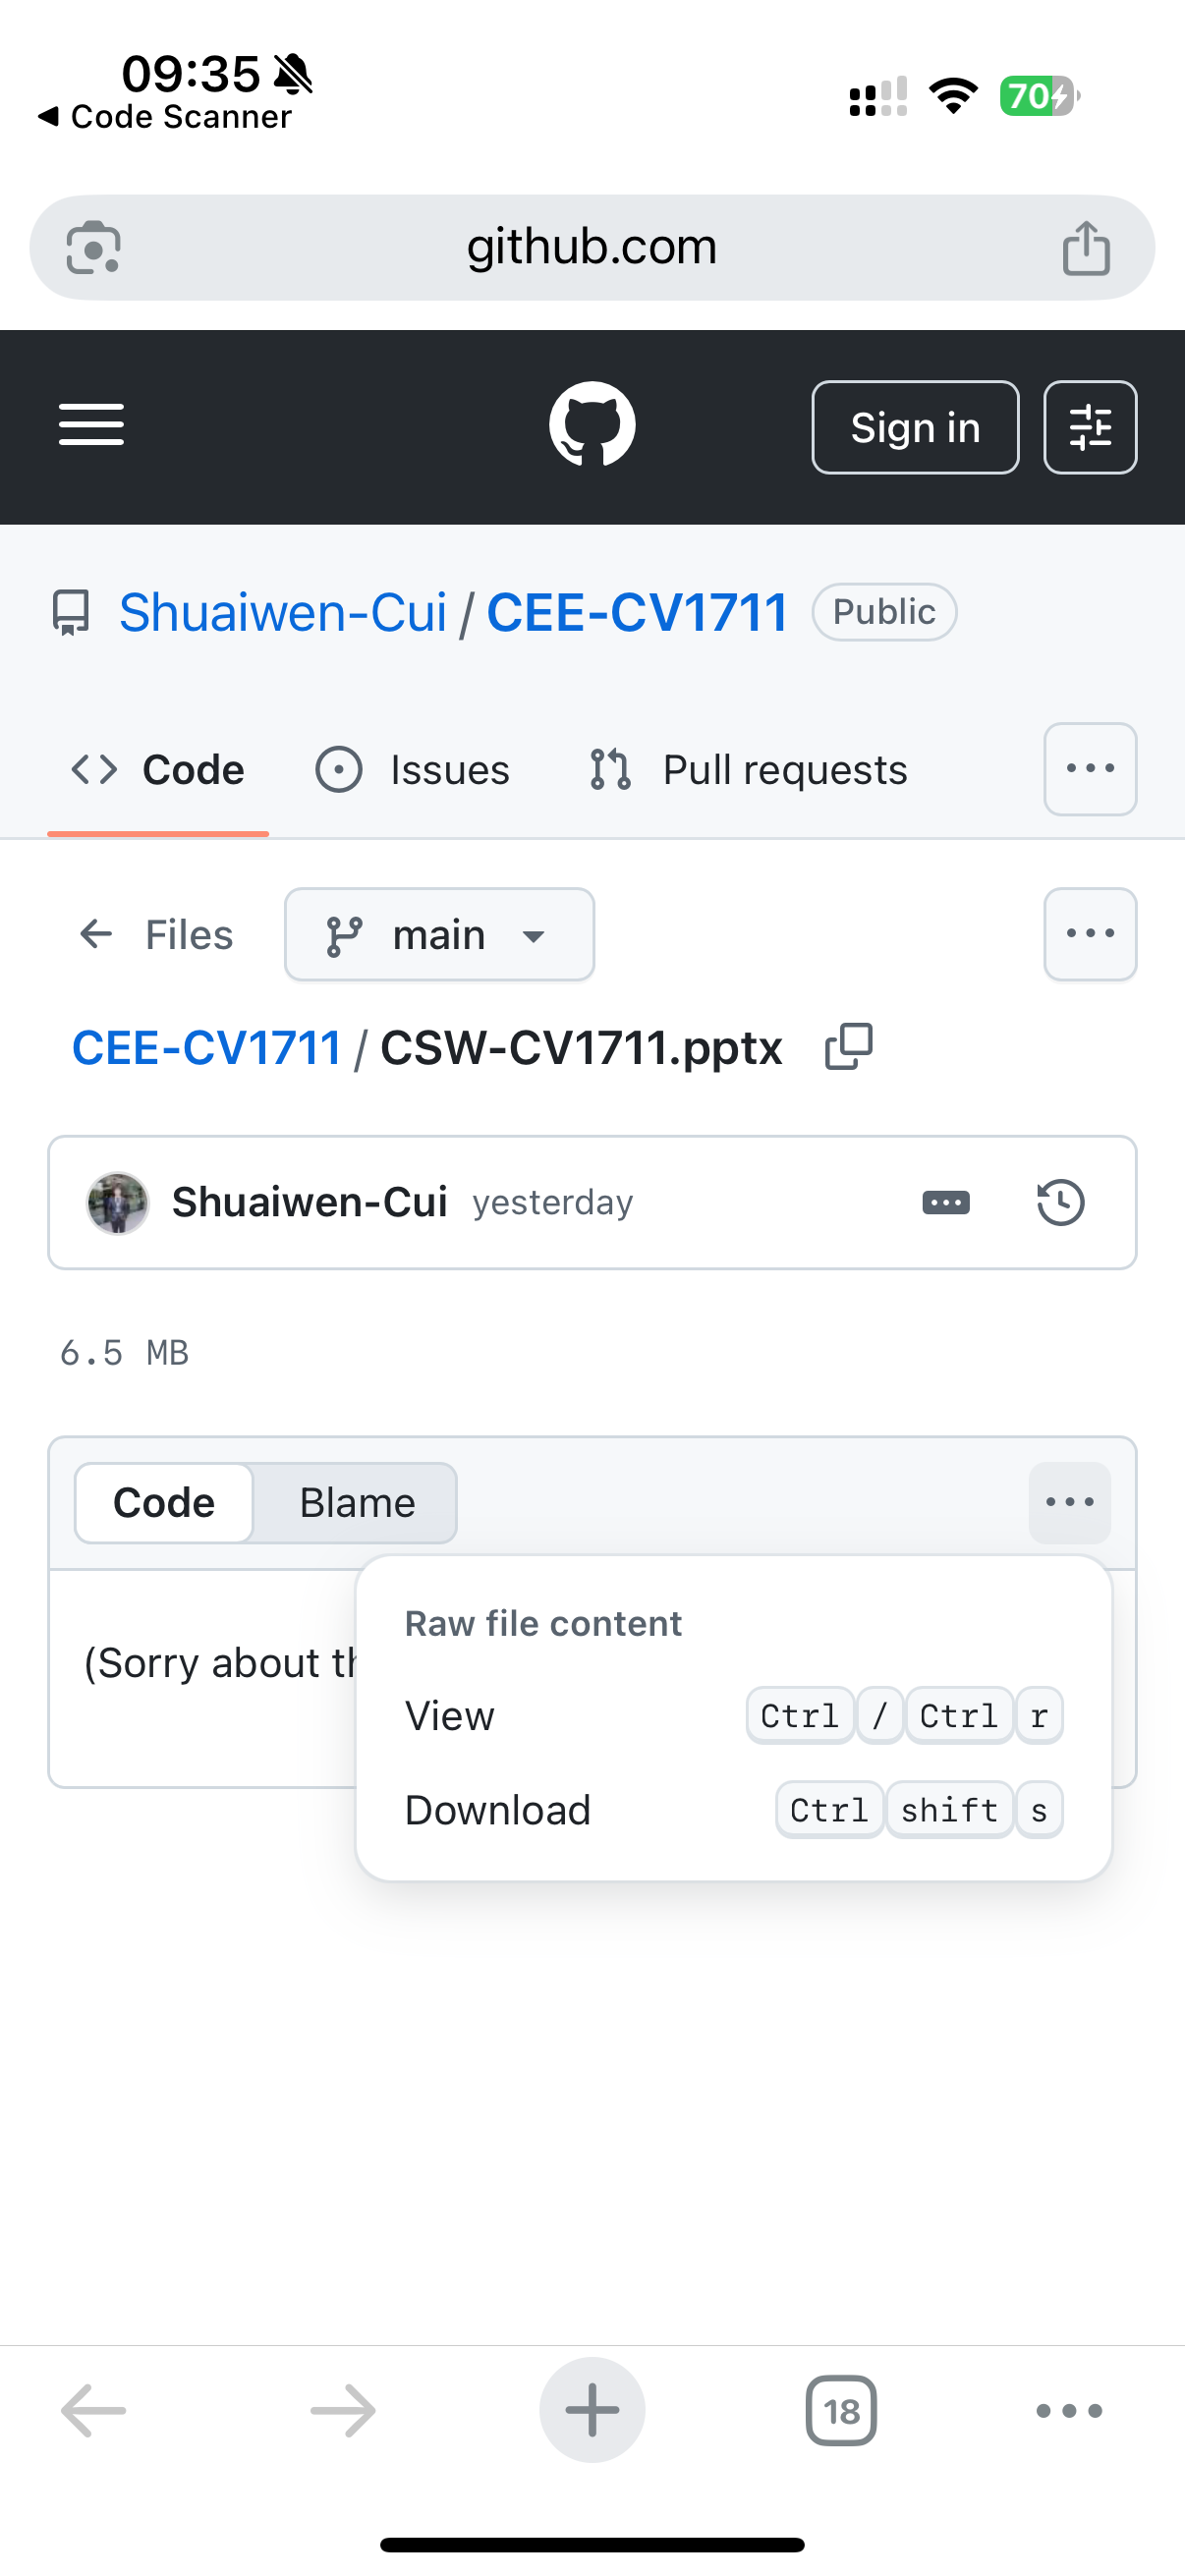 09:35
◀ Code Scanner
70
github.com
Sign in
Shuaiwen-Cui / CEE-CV1711 Public
Code Issues Pull requests
Files main
CEE-CV1711 / CSW-CV1711.pptx
Shuaiwen-Cui yesterday
6.5 MB
Code Blame
(Sorry about
Raw file content
View Ctrl / Ctrl r
Download Ctrl shift s
18